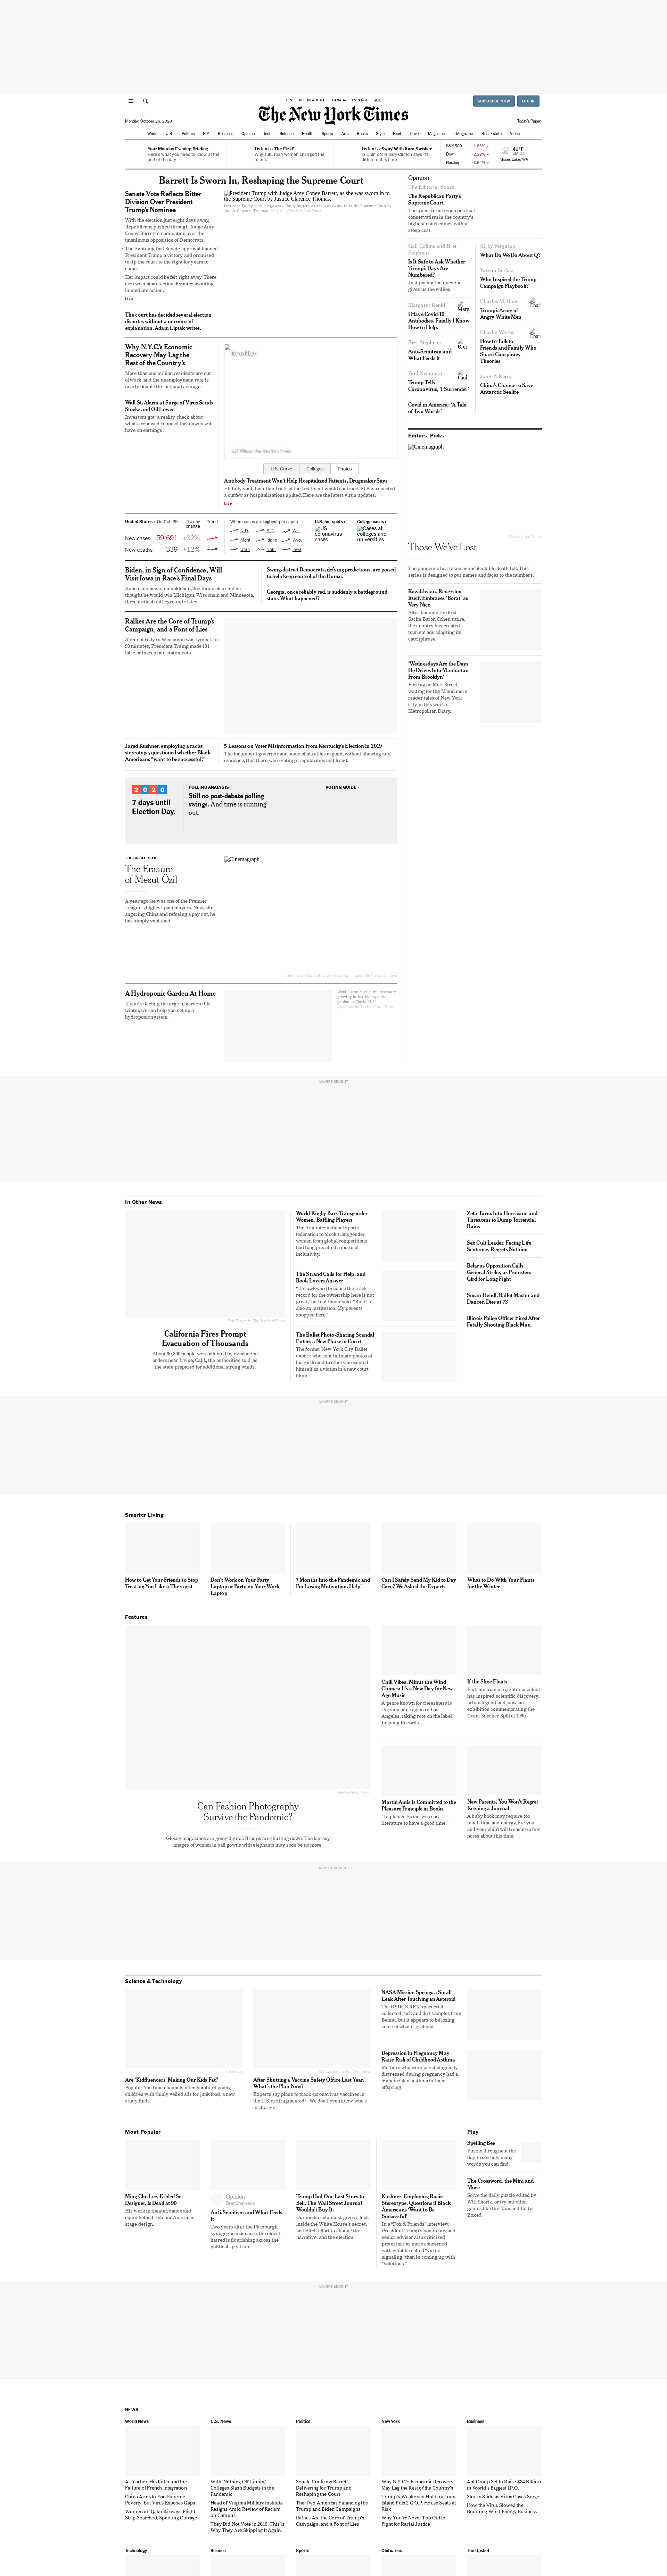 U.S. INTERNATIONAL CANADA ESPAÑOL 中文
SUBSCRIBE NOW LOG IN
The New York Times
Monday, October 26, 2020
Today's Paper
World U.S. Politics N.Y. Business Opinion Tech Science Health Sports Arts Books Style Food Travel Magazine T Magazine Real Estate Video
Your Monday Evening Briefing
Here's what you need to know at the end of the day.
Listen to 'The Field'
Why suburban women changed their minds.
Listen to 'Sway' With Kara Swisher
In Opinion: Hillary Clinton says it's different this time.
S&P 500 -1.86%
Dow -2.29%
Nasdaq -1.64%
Moses Lake, WA
Barrett Is Sworn In, Reshaping the Supreme Court
Senate Vote Reflects Bitter
Division Over President
Trump's Nominee
With the election just eight days away,
Republicans pushed through Judge Amy
Coney Barrett's nomination over the
unanimous opposition of Democrats.
The lightning-fast Senate approval handed
President Trump a victory and promised
to tip the court to the right for years to
come.
Her impact could be felt right away. There
are two major election disputes awaiting
immediate action.
Live
The court has decided several election
disputes without a murmur of
explanation, Adam Liptak writes.
President Trump with Judge Amy Coney Barrett, as she was sworn in to
the Supreme Court by Justice Clarence Thomas.
Why N.Y.C.'s Economic
Recovery May Lag the
Rest of the Country's
More than one million residents are out
of work, and the unemployment rate is
nearly double the national average.
Wall St. Alarm at Surge of Virus Sends
Stocks and Oil Lower
Investors got "a reality check about
what a renewed round of lockdowns will
have on earnings."
Brooklyn
U.S. Curve Colleges Photos
Antibody Treatment Won't Help Hospitalized Patients, Drugmaker Says
Eli Lilly said that other trials of the treatment would continue. El Paso enacted
a curfew as hospitalizations spiked. Here are the latest virus updates.
Live
United States › On Oct. 25 14-day change Trend
New cases 59,691 +32%
New deaths 339 +12%
Where cases are highest per capita
N.D. S.D. Wis.
Mont. Idaho Wyo.
Utah Neb. Iowa
U.S. hot spots ›
US coronavirus cases
College cases ›
Cases at colleges and universities
Biden, in Sign of Confidence, Will
Visit Iowa in Race's Final Days
Appearing newly emboldened, Joe Biden also said he
thought he would win Michigan, Wisconsin and Minnesota,
three critical battleground states.
Swing-district Democrats, defying predictions, are poised
to help keep control of the House.
Georgia, once reliably red, is suddenly a battleground
state. What happened?
Rallies Are the Core of Trump's
Campaign, and a Font of Lies
A recent rally in Wisconsin was typical. In
90 minutes, President Trump made 131
false or inaccurate statements.
Jared Kushner, employing a racist
stereotype, questioned whether Black
Americans "want to be successful."
5 Lessons on Voter Misinformation From Kentucky's Election in 2019
The incumbent governor and some of his allies argued, without showing any
evidence, that there were voting irregularities and fraud.
2020
7 days until
Election Day.
POLLING ANALYSIS ›
Still no post-debate polling
swings. And time is running
out.
VOTING GUIDE ›
THE GREAT READ
The Erasure
of Mesut Özil
A year ago, he was one of the Premier
League's highest-paid players. Now, after
angering China and refusing a pay cut, he
has simply vanished.
Cinemagraph
A Hydroponic Garden At Home
If you're feeling the urge to garden this
winter, we can help you set up a
hydroponic system.
Opinion
The Editorial Board
The Republican Party's
Supreme Court
The quest to entrench political
conservatism in the country's
highest court comes with a
steep cost.
Gail Collins and Bret
Stephens
Is It Safe to Ask Whether
Trump's Days Are
Numbered?
Just posing the question
gives us the willies.
Margaret Renkl
I Have Covid-19
Antibodies. Finally I Know
How to Help.
Bret Stephens
Anti-Semitism and
What Feeds It
Paul Krugman
Trump Tells
Coronavirus, 'I Surrender'
Covid in America: 'A Tale
of Two Worlds'
Kirby Ferguson
What Do We Do About Q?
Yaryna Serkez
Who Inspired the Trump
Campaign Playbook?
Charles M. Blow
Trump's Army of
Angry White Men
Charlie Warzel
How to Talk to
Friends and Family Who
Share Conspiracy
Theories
John F. Kerry
China's Chance to Save
Antarctic Sealife
Editors' Picks
Cinemagraph
Those We've Lost
The pandemic has taken an incalculable death toll. This
series is designed to put names and faces to the numbers.
Kazakhstan, Reversing
Itself, Embraces 'Borat' as
Very Nice
After banning the first
Sacha Baron Cohen satire,
the country has created
tourism ads adopting its
catchphrase.
'Wednesdays Are the Days
He Drives Into Manhattan
From Brooklyn'
Flirting on Mott Street,
waiting for the M and more
reader tales of New York
City in this week's
Metropolitan Diary.
ADVERTISEMENT
In Other News
California Fires Prompt
Evacuation of Thousands
About 90,800 people were affected by evacuation
orders near Irvine, Calif., the authorities said, as
the state prepared for additional strong winds.
World Rugby Bars Transgender
Women, Baffling Players
The first international sports
federation to block transgender
women from global competitions
had long preached a motto of
inclusivity.
The Strand Calls for Help, and
Book Lovers Answer
"It's awkward because the track
record for the ownership here is not
great," one customer said. "But it's
also an institution. My parents
shopped here."
The Ballet Photo-Sharing Scandal
Enters a New Phase in Court
The former New York City Ballet
dancer who sent intimate photos of
his girlfriend to others presented
himself as a victim in a new court
filing.
Zeta Turns Into Hurricane and
Threatens to Dump Torrential
Rains
Sex Cult Leader, Facing Life
Sentence, Regrets Nothing
Belarus Opposition Calls
General Strike, as Protesters
Gird for Long Fight
Susan Hendl, Ballet Master and
Dancer, Dies at 73
Illinois Police Officer Fired After
Fatally Shooting Black Man
ADVERTISEMENT
Smarter Living
How to Get Your Friends to Stop
Treating You Like a Therapist
Don't Work on Your Party
Laptop or Party on Your Work
Laptop
7 Months Into the Pandemic and
I'm Losing Motivation. Help!
Can I Safely Send My Kid to Day
Care? We Asked the Experts
What to Do With Your Plants
for the Winter
Features
Can Fashion Photography
Survive the Pandemic?
Glossy magazines are going digital. Brands are shooting. The fantasy
images of women in ball gowns with elephants may soon be no more.
Chill Vibes, Minus the Wind
Chimes: It's a New Day for New
Age Music
A genre known for cheesiness is
thriving once again in Los
Angeles, taking root on the label
Leaving Records.
If the Shoe Floats
Flotsam from a freighter accident
has inspired scientific discovery,
urban legend and, now, an
exhibition commemorating the
Great Sneaker Spill of 1990.
Martin Amis Is Committed to the
Pleasure Principle in Books
"In palmier terms, we read
literature to have a good time."
New Parents, You Won't Regret
Keeping a Journal
A baby book may require too
much time and energy, but you
and your child will treasure a few
notes about this time.
ADVERTISEMENT
Science & Technology
Are 'Kidfluencers' Making Our Kids Fat?
Popular YouTube channels often bombard young
children with thinly veiled ads for junk food, a new
study finds.
After Shutting a Vaccine Safety Office Last Year,
What's the Plan Now?
Experts say plans to track coronavirus vaccines in
the U.S. are fragmented: "We don't even know who's
in charge."
NASA Mission Springs a Small
Leak After Touching an Asteroid
The OSIRIS-REX spacecraft
collected rock and dirt samples from
Bennu, but it appears to be losing
some of what it grabbed.
Depression in Pregnancy May
Raise Risk of Childhood Asthma
Mothers who were psychologically
distressed during pregnancy had a
higher risk of asthma in their
offspring.
Most Popular
Ming Cho Lee, Fabled Set
Designer, Is Dead at 90
His work in theater, dance and
opera helped redefine American
stage design.
Opinion
Bret Stephens
Anti-Semitism and What Feeds
It
Two years after the Pittsburgh
synagogue massacre, the oldest
hatred is flourishing across the
political spectrum.
Trump Had One Last Story to
Sell. The Wall Street Journal
Wouldn't Buy It.
Our media columnist gives a look
inside the White House's secret,
last-ditch effort to change the
narrative, and the election.
Kushner, Employing Racist
Stereotype, Questions if Black
Americans 'Want to Be
Successful'
In a "Fox & Friends" interview,
President Trump's son-in-law and
senior adviser also criticized
protesters as more concerned
with what he called "virtue
signaling" than in coming up with
"solutions."
Play
Spelling Bee
Puzzle throughout the
day to see how many
words you can find.
The Crossword, the Mini and
More
Solve the daily puzzle edited by
Will Shortz, or try out other
games like the Mini and Letter
Boxed.
ADVERTISEMENT
NEWS
World News
A Teacher, His Killer and the
Failure of French Integration
China Aims to End Extreme
Poverty, but Virus Exposes Gaps
Women on Qatar Airways Flight
Strip-Searched, Sparking Outrage
U.S. News
With 'Nothing Off-Limits,'
Colleges Slash Budgets in the
Pandemic
Head of Virginia Military Institute
Resigns Amid Review of Racism
on Campus
They Did Not Vote in 2016. This Is
Why They Are Skipping It Again.
Politics
Senate Confirms Barrett,
Delivering for Trump and
Reshaping the Court
The Two Americas Financing the
Trump and Biden Campaigns
Rallies Are the Core of Trump's
Campaign, and a Font of Lies
New York
Why N.Y.C.'s Economic Recovery
May Lag the Rest of the Country's
Trump's Weakened Hold on Long
Island Puts 2 G.O.P. House Seats at
Risk
Why You're Never Too Old to
Fight for Racial Justice
Business
Ant Group Set to Raise $34 Billion
in World's Biggest I.P.O.
Stocks Slide as Virus Cases Surge
How the Virus Slowed the
Booming Wind Energy Business
Technology Science Sports Obituaries The Upshot